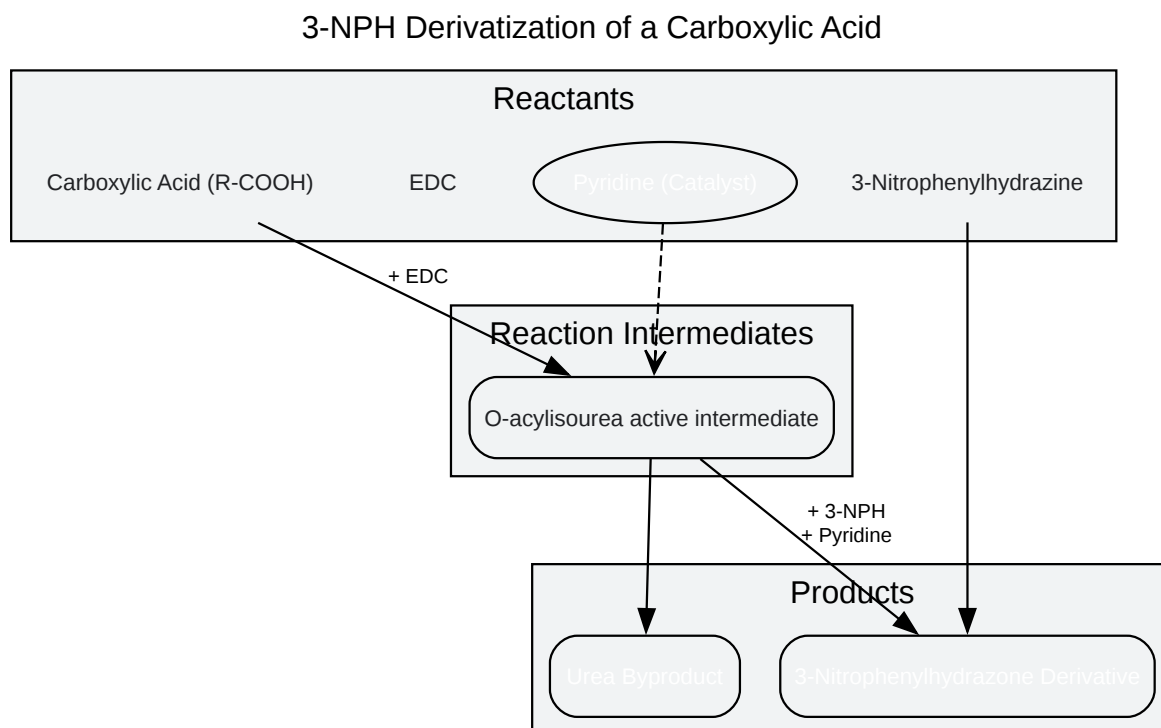 3-NPH Derivatization of a Carboxylic Acid
Reactants
Carboxylic Acid (R-COOH)
EDC
Pyridine (Catalyst)
3-Nitrophenylhydrazine
+ EDC
Reaction Intermediates
O-acylisourea active intermediate
+ 3-NPH
+ Pyridine
Products
Urea Byproduct
3-Nitrophenylhydrazone Derivative